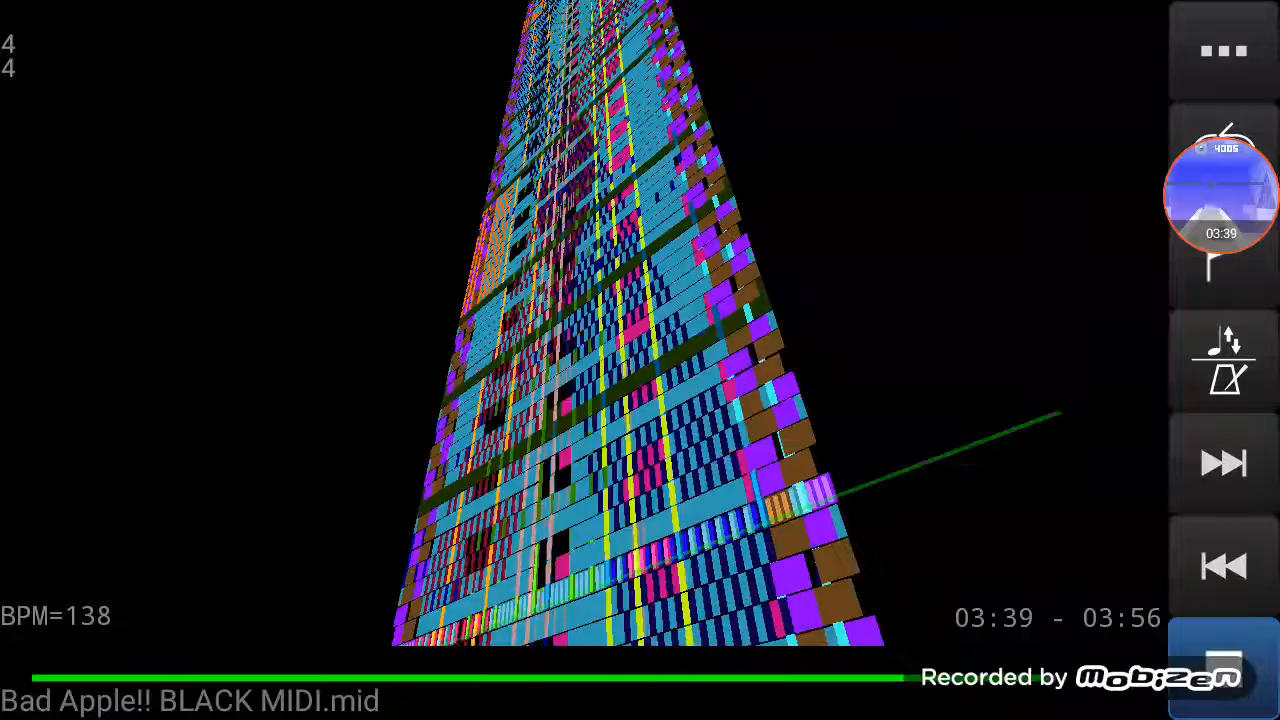 4
4
4005
03:39
BPM=138
03:39 - 03:56
Recorded by Mobizen
Bad Apple!! BLACK MIDI.mid